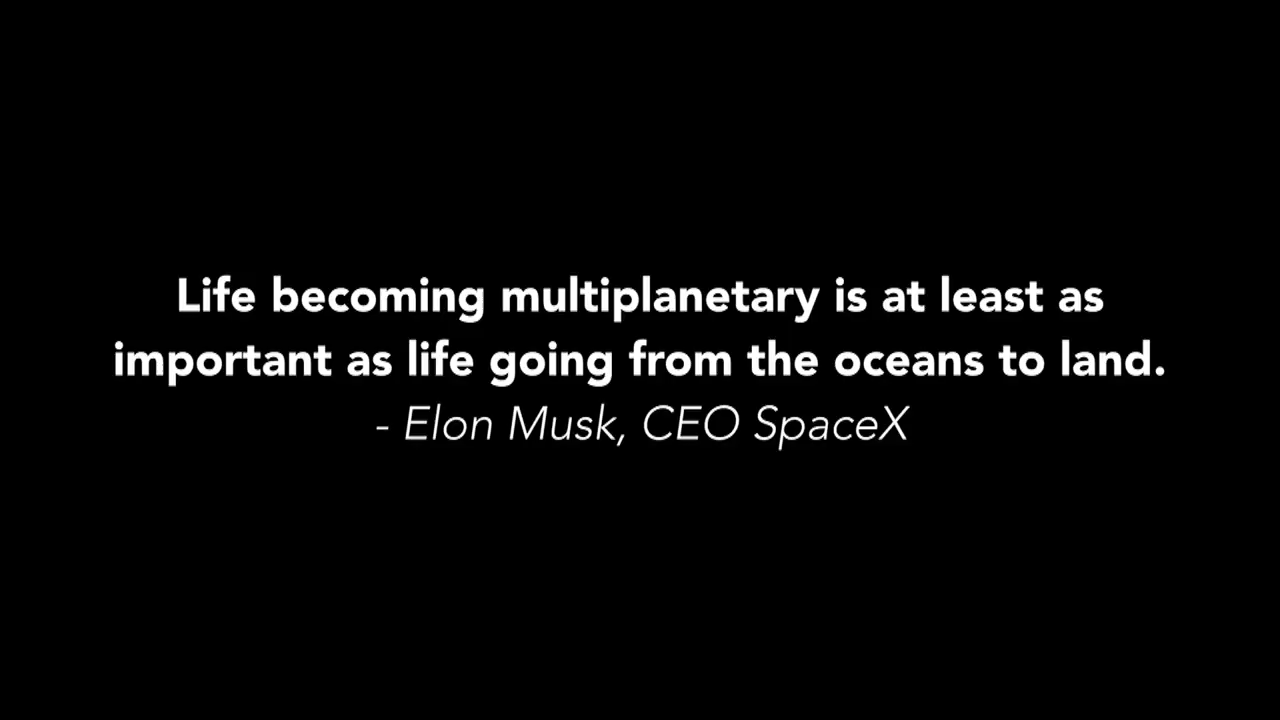 Life becoming multiplanetary is at least as
important as life going from the oceans to land.
- Elon Musk, CEO SpaceX